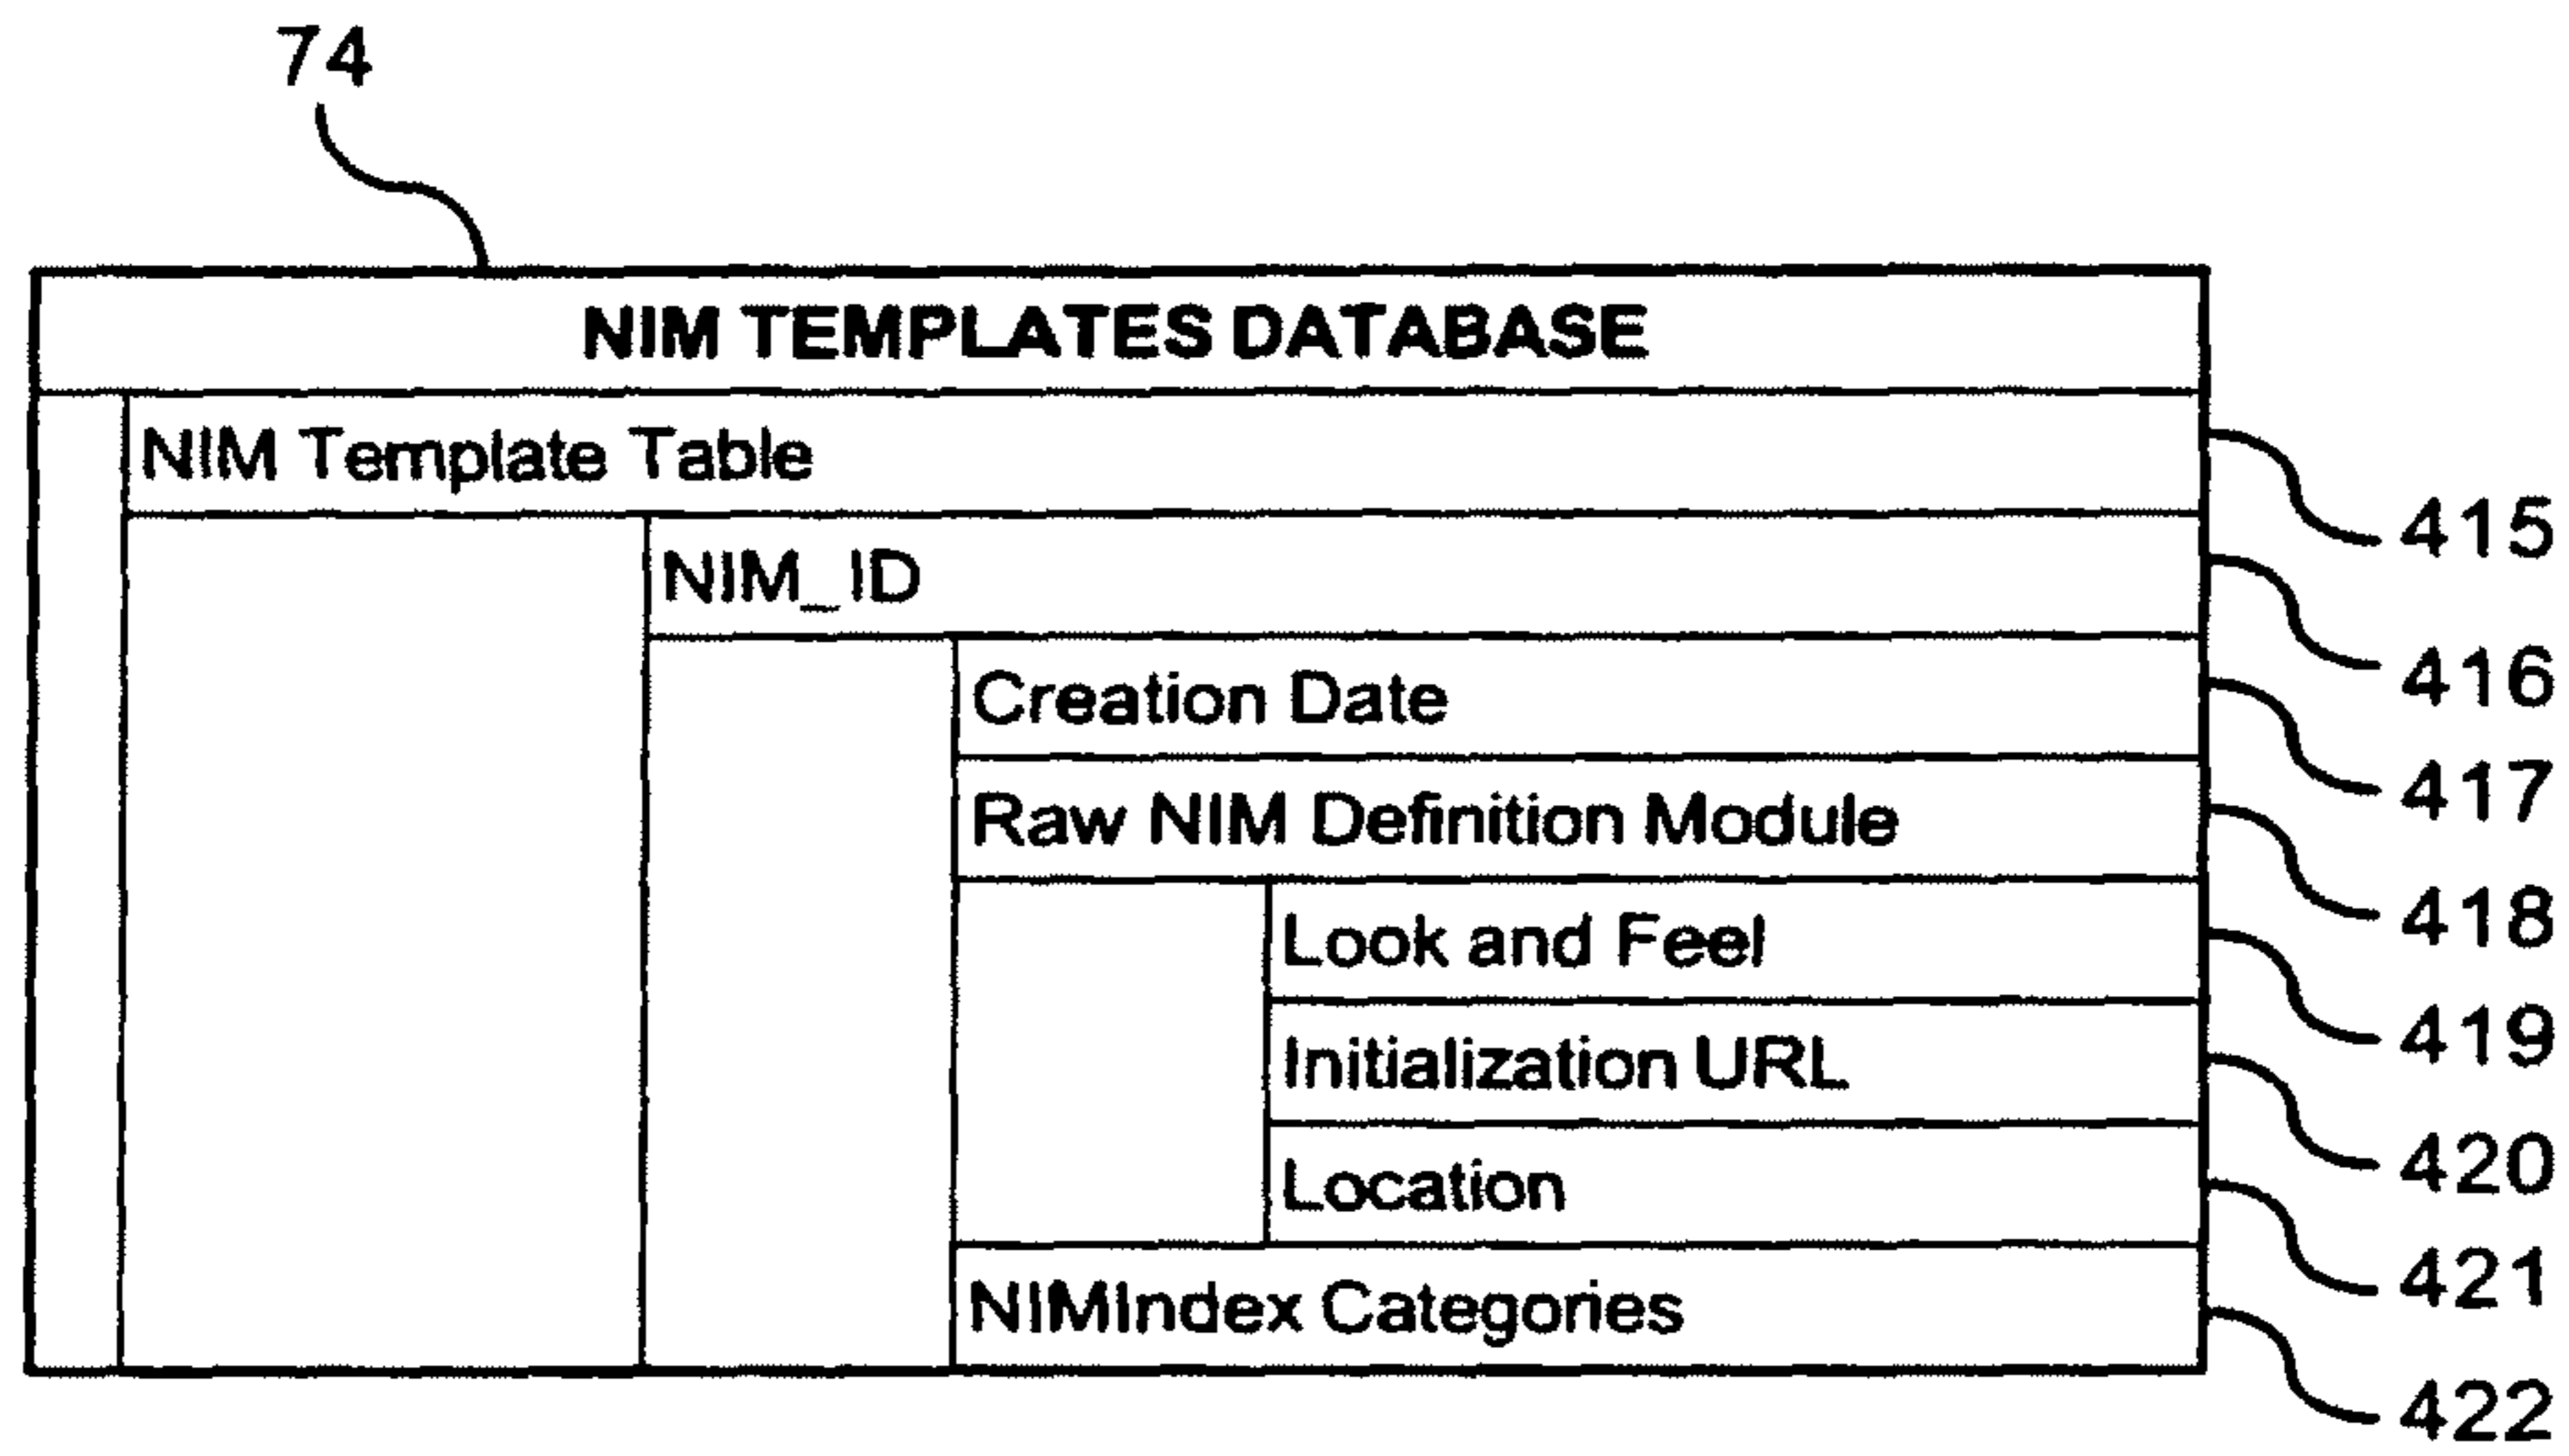 74
NIM TEMPLATES DATABASE
NIM Template Table
415
NIM_ID
416
Creation Date
417
Raw NIM Definition Module
418
Look and Feel
419
Initialization URL
420
Location
421
NIMIndex Categories
422